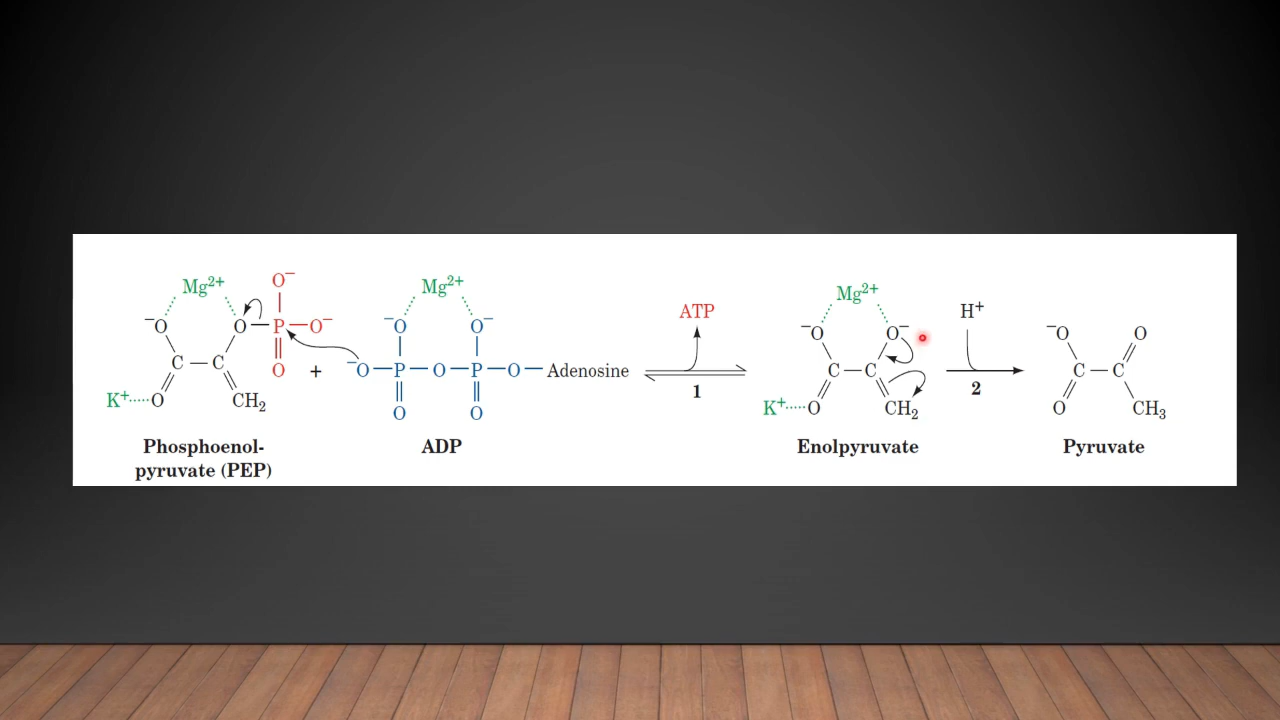 Mg2+
−O
O
P
O−
O−
O
C
C
K+
O
CH2
Phosphoenol-
pyruvate (PEP)
+
Mg2+
−O
O−
−O
P
O
P
O
Adenosine
O
O
ADP
ATP
1
Mg2+
−O
O−
C
C
K+
O
CH2
Enolpyruvate
H+
2
−O
O
C
C
O
CH3
Pyruvate